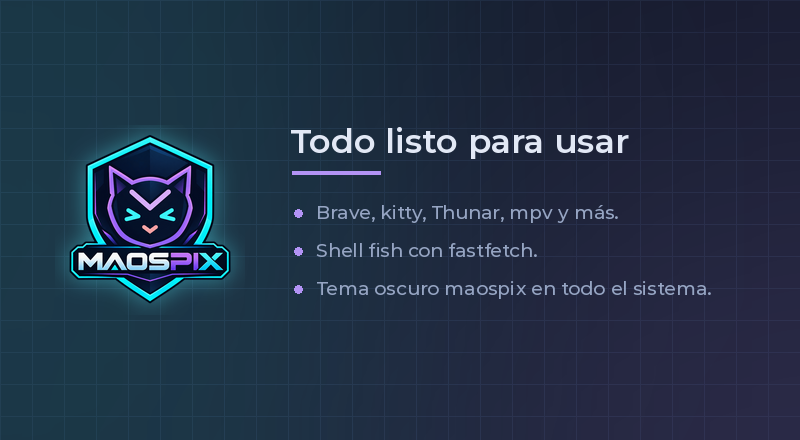 Todo listo para usar
Brave, kitty, Thunar, mpv y más.
Shell fish con fastfetch.
Tema oscuro maospix en todo el sistema.
MAOSPIX